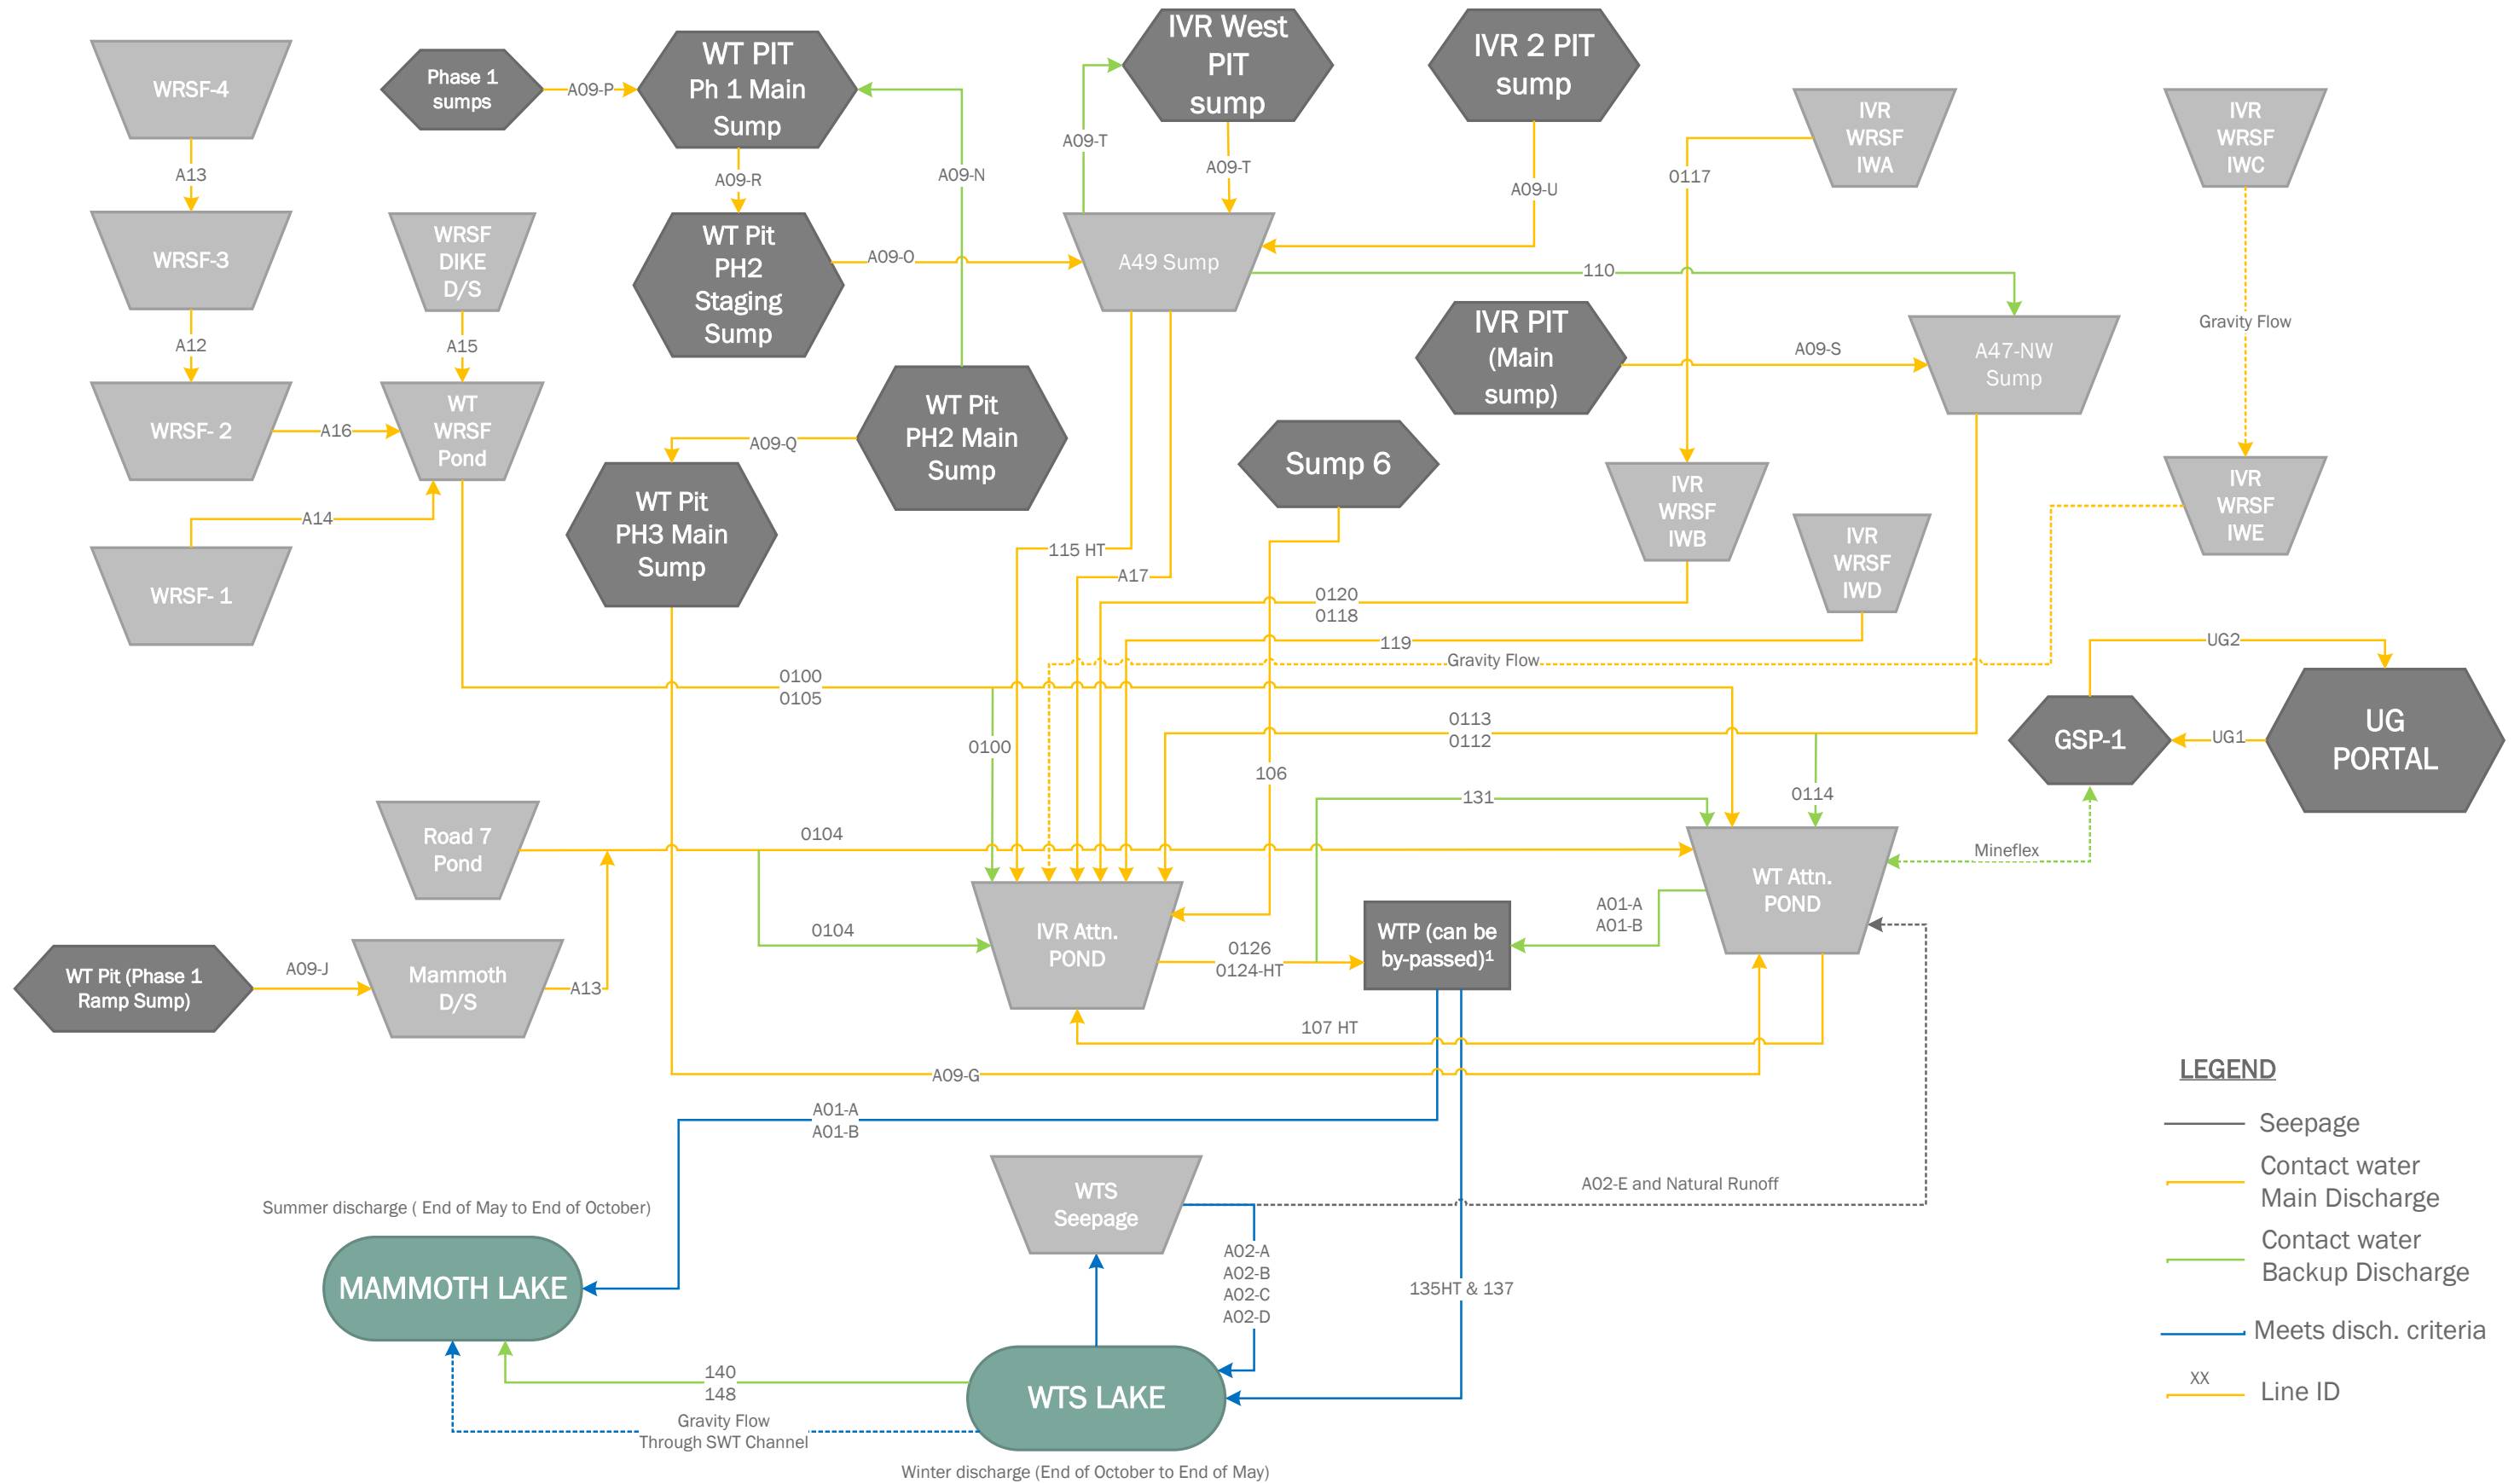 WRSF-4
Phase 1
sumps
A09-P
WT PIT
Ph 1 Main
Sump
IVR West
PIT
sump
IVR 2 PIT
sump
IVR
WRSF
IWA
IVR
WRSF
IWC
A13
A09-R
A09-N
A09-T
A09-T
A09-U
0117
WRSF-3
WRSF
DIKE
D/S
WT Pit
PH2
Staging
Sump
A09-O
A49 Sump
110
Gravity Flow
A12
A15
IVR PIT
(Main
sump)
A09-S
A47-NW
Sump
WRSF- 2
A16
WT
WRSF
Pond
A09-Q
WT Pit
PH2 Main
Sump
Sump 6
IVR
WRSF
IWB
IVR
WRSF
IWE
A14
WT Pit
PH3 Main
Sump
115 HT
A17
IVR
WRSF
IWD
WRSF- 1
0120
0118
119
Gravity Flow
UG2
0100
0105
0100
0113
0112
106
GSP-1
UG1
UG
PORTAL
131
0114
Road 7
Pond
0104
0104
Mineflex
WT Attn.
POND
IVR Attn.
POND
0126
0124-HT
WTP (can be
by-passed)¹
A01-A
A01-B
WT Pit (Phase 1
Ramp Sump)
A09-J
Mammoth
D/S
A13
107 HT
A09-G
A01-A
A01-B
LEGEND
Seepage
Contact water
Main Discharge
Contact water
Backup Discharge
Meets disch. criteria
XX
Line ID
WTS
Seepage
A02-E and Natural Runoff
Summer discharge ( End of May to End of October)
MAMMOTH LAKE
A02-A
A02-B
A02-C
A02-D
135HT & 137
140
148
Gravity Flow
Through SWT Channel
WTS LAKE
Winter discharge (End of October to End of May)